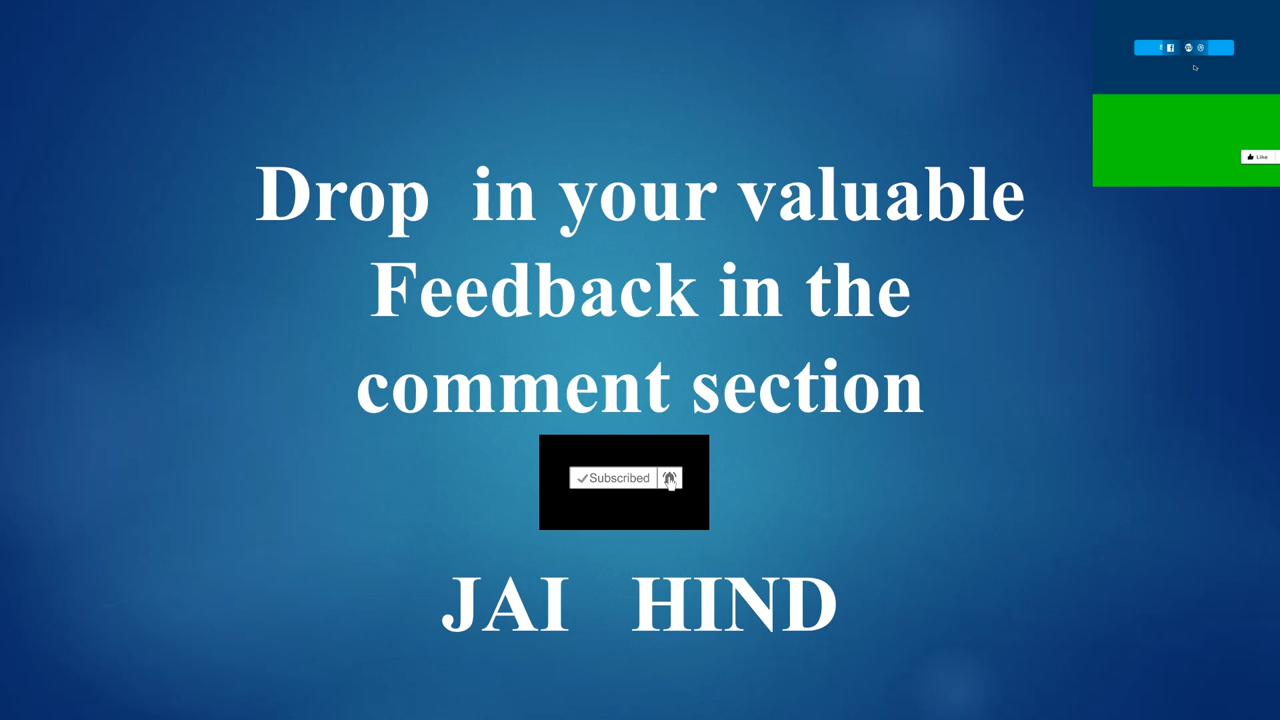 Drop in your valuable
Feedback in the
comment section
Subscribed
JAI HIND
Like